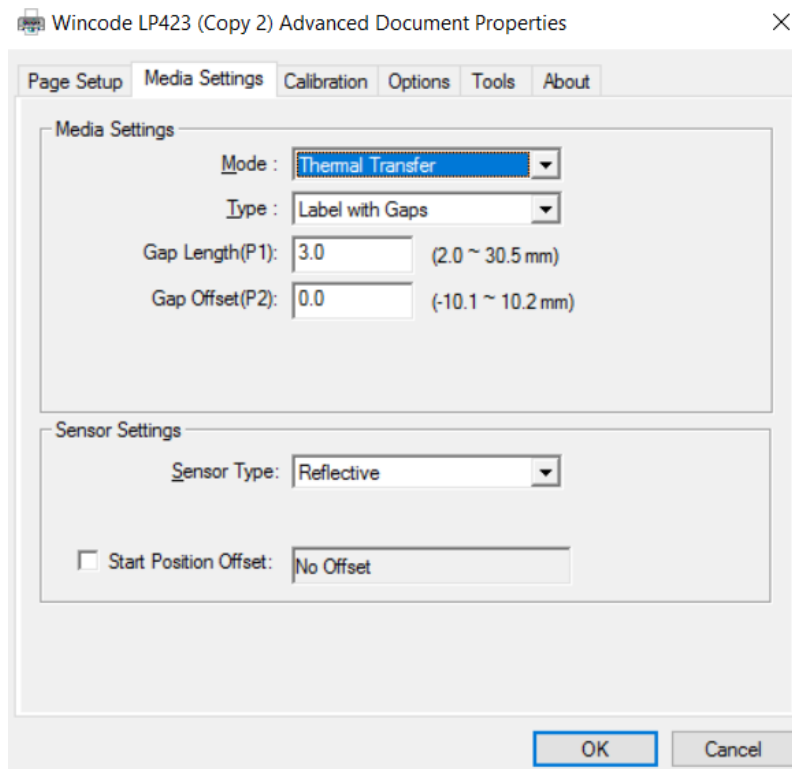 Wincode LP423 (Copy 2) Advanced Document Properties
Page Setup Media Settings Calibration Options Tools About
Media Settings
Mode : Thermal Transfer
Type : Label with Gaps
Gap Length(P1): 3.0 (2.0 ~ 30.5 mm)
Gap Offset(P2): 0.0 (-10.1 ~ 10.2 mm)
Sensor Settings
Sensor Type: Reflective
Start Position Offset: No Offset
OK Cancel